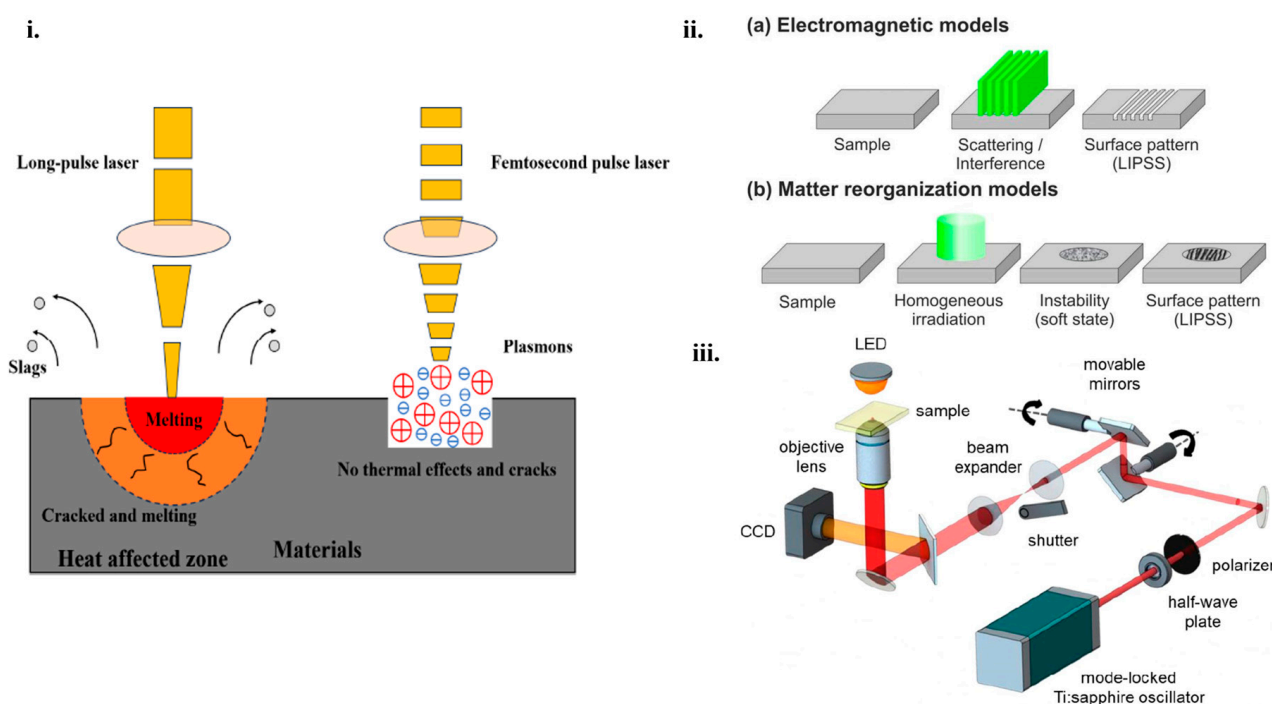 i.
Long-pulse laser
Femtosecond pulse laser
Slags
Plasmons
Melting
No thermal effects and cracks
Cracked and melting
Heat affected zone
Materials
ii.
(a) Electromagnetic models
Sample
Scattering /
Interference
Surface pattern
(LIPSS)
(b) Matter reorganization models
Sample
Homogeneous
irradiation
Instability
(soft state)
Surface pattern
(LIPSS)
iii.
LED
movable
mirrors
sample
objective
lens
beam
expander
CCD
shutter
polarizer
half-wave
plate
mode-locked
Ti:sapphire oscillator